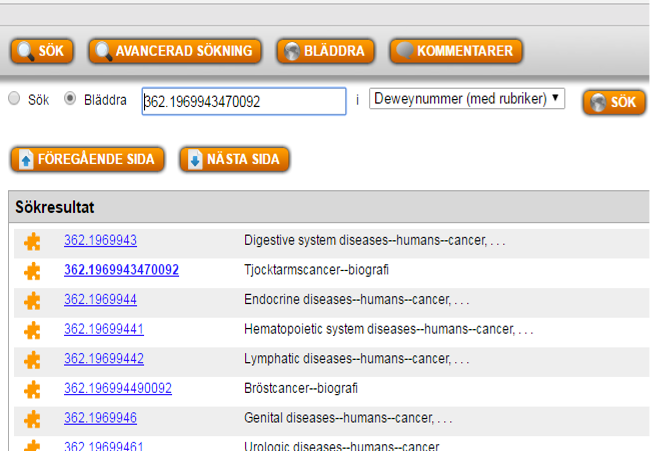 SÖK AVANCERAD SÖKNING BLÄDDRA KOMMENTARER
Sök Bläddra 362.1969943470092 i Deweynummer (med rubriker) SÖK
FÖREGÅENDE SIDA NÄSTA SIDA
Sökresultat
362.1969943 Digestive system diseases--humans--cancer, . . .
362.1969943470092 Tjocktarmscancer--biografi
362.1969944 Endocrine diseases--humans--cancer, . . .
362.19699441 Hematopoietic system diseases--humans--cancer, . . .
362.19699442 Lymphatic diseases--humans--cancer, . . .
362.196994490092 Bröstcancer--biografi
362.1969946 Genital diseases--humans--cancer, . . .
362.19699461 Urologic diseases--humans--cancer